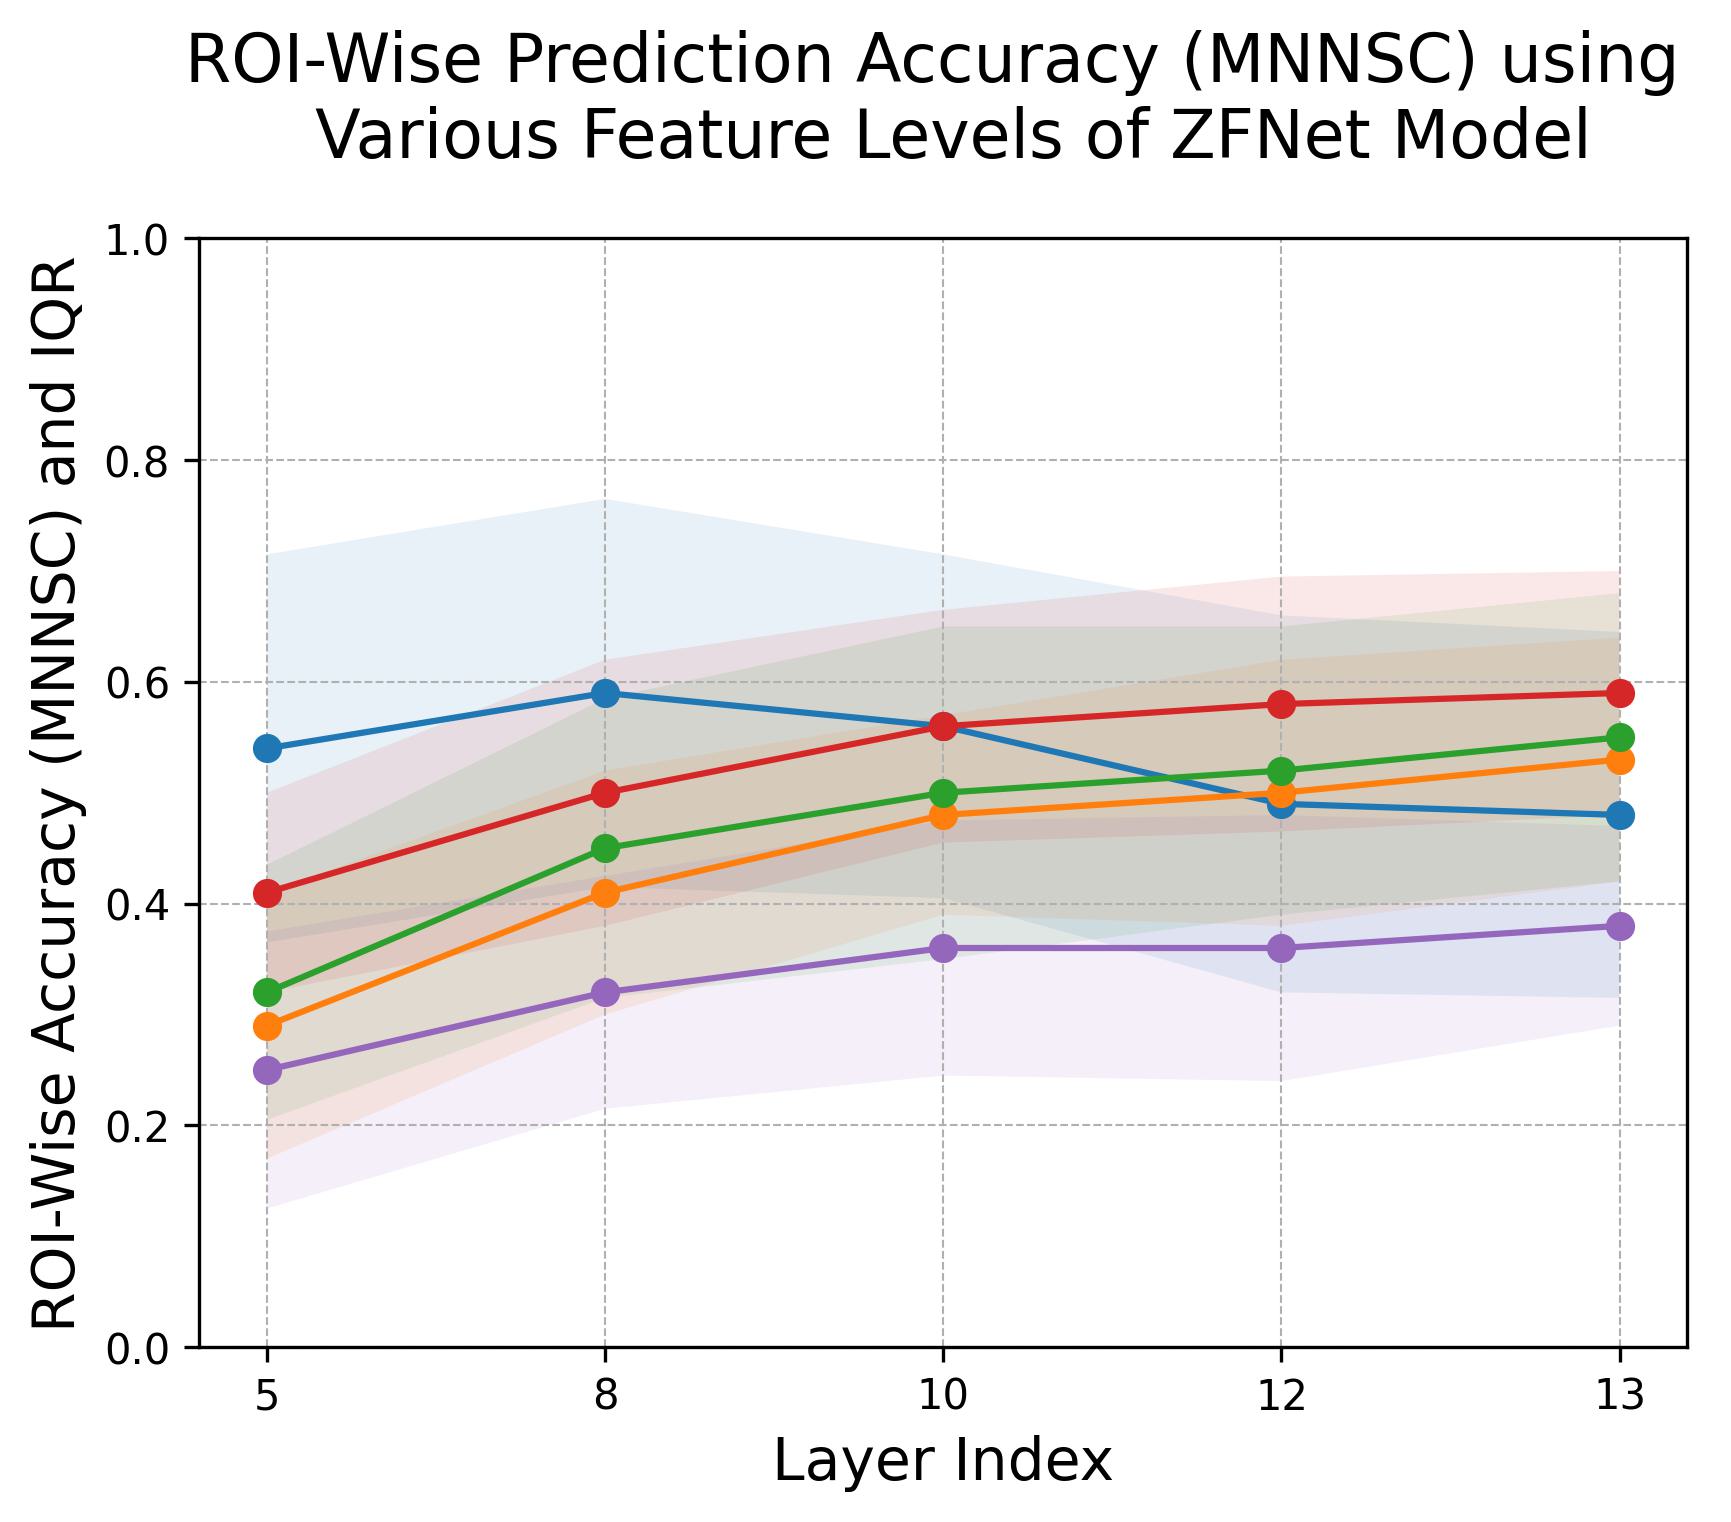 ROI-Wise Prediction Accuracy (MNNSC) using
Various Feature Levels of ZFNet Model
ROI-Wise Accuracy (MNNSC) and IQR
1.0
0.8
0.6
0.4
0.2
0.0
5 8 10 12 13
Layer Index